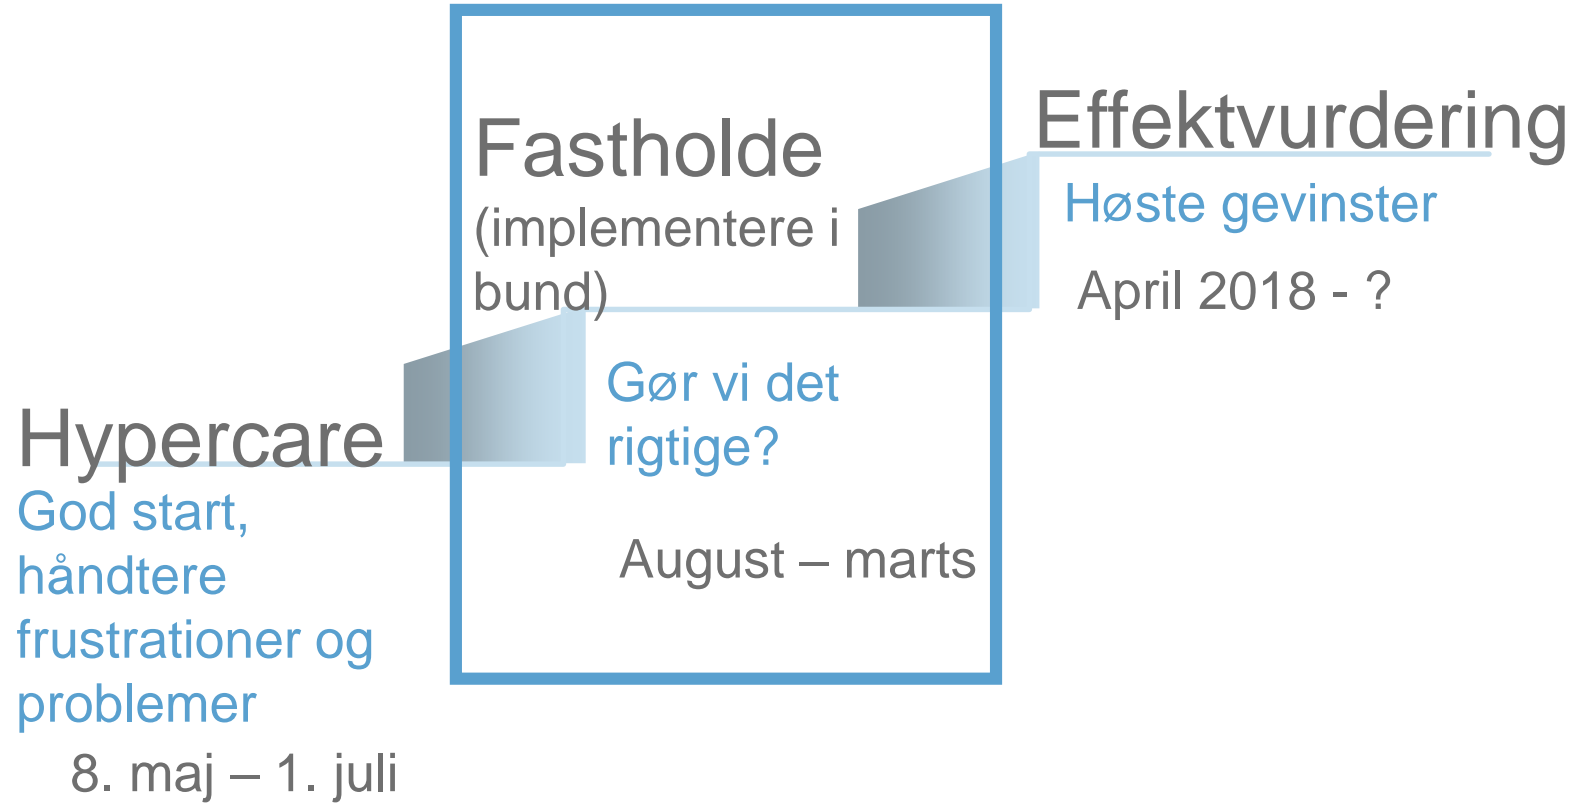 Hypercare
God start,
håndtere
frustrationer og
problemer
8. maj – 1. juli
Fastholde
(implementere i
bund)
Gør vi det
rigtige?
August – marts
Effektvurdering
Høste gevinster
April 2018 - ?